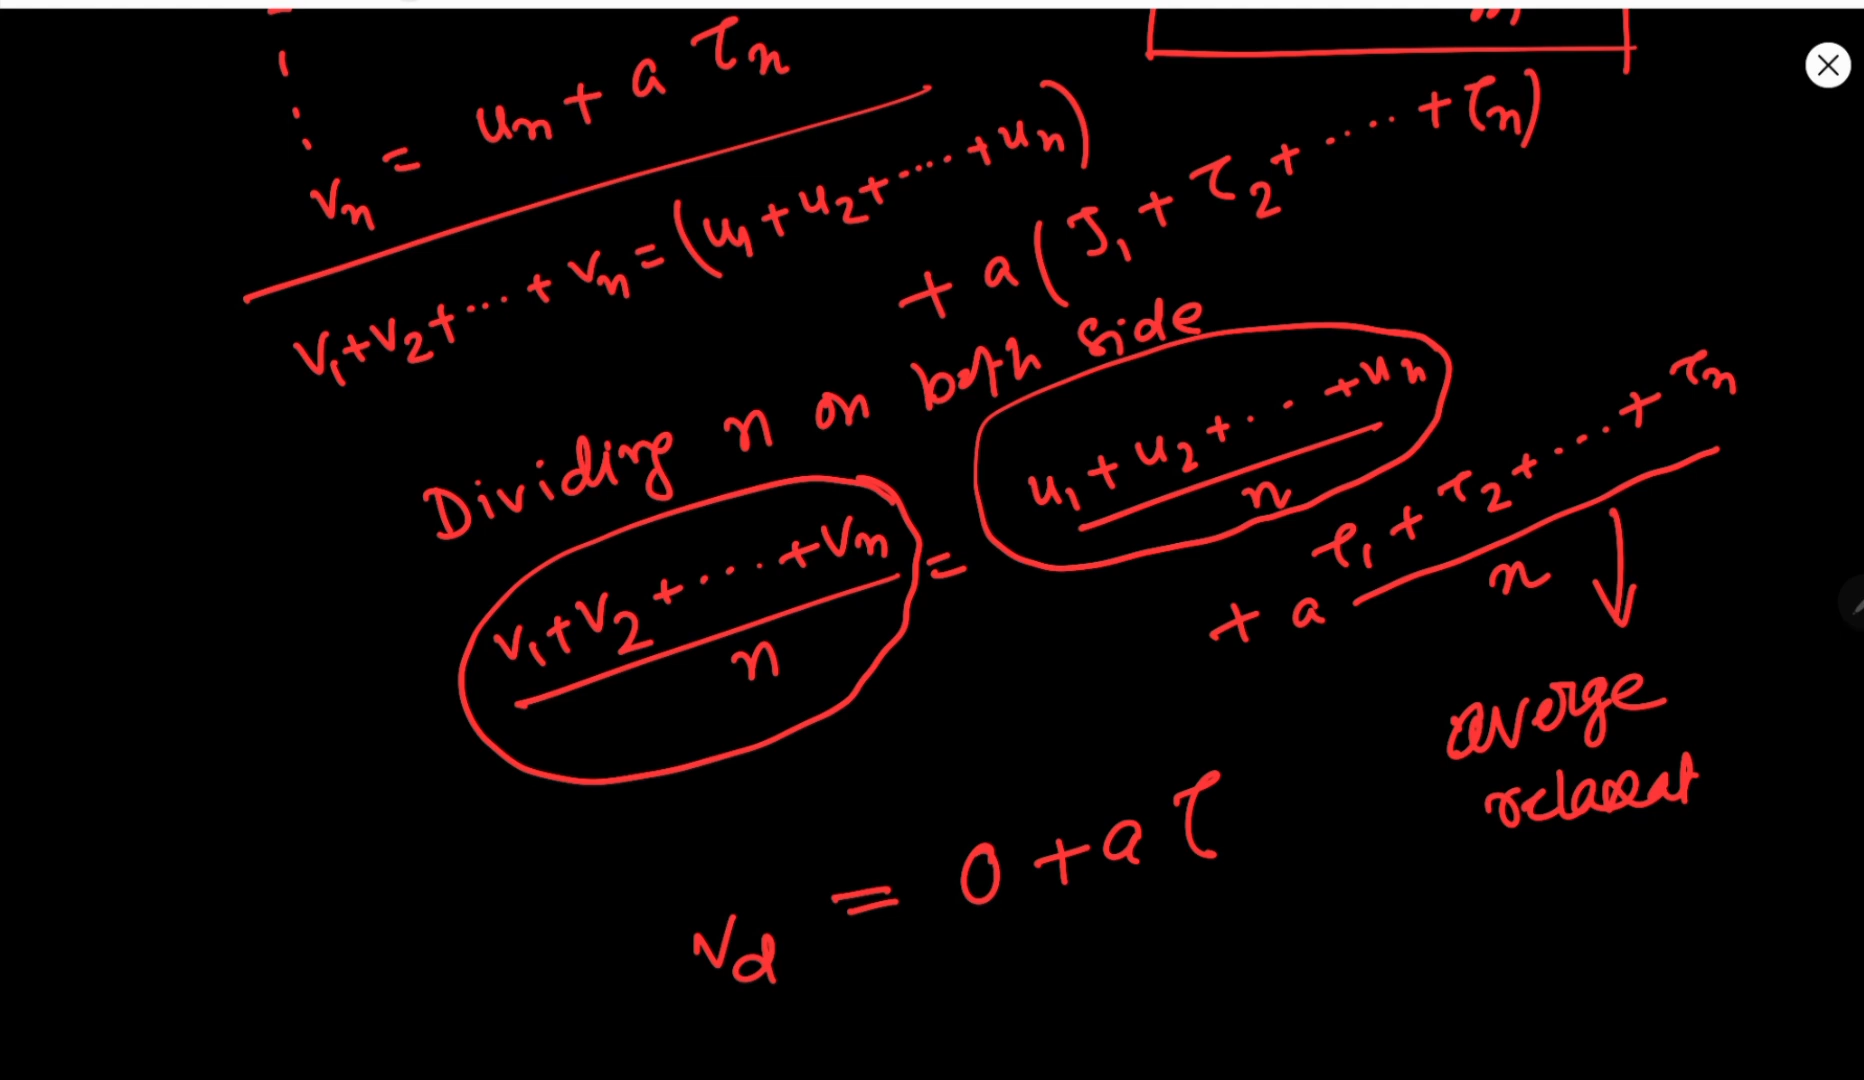 vn = un + a τn
v1+v2+...+vn = (u1+u2+....+un)
+ a(τ1 + τ2 + ..... + τn)
Dividing n on both side
v1+v2+....+vn / n = u1+u2+...+un / n
+ a τ1+τ2+....+τn / n
averge
relaxat
vd = 0 + a τ